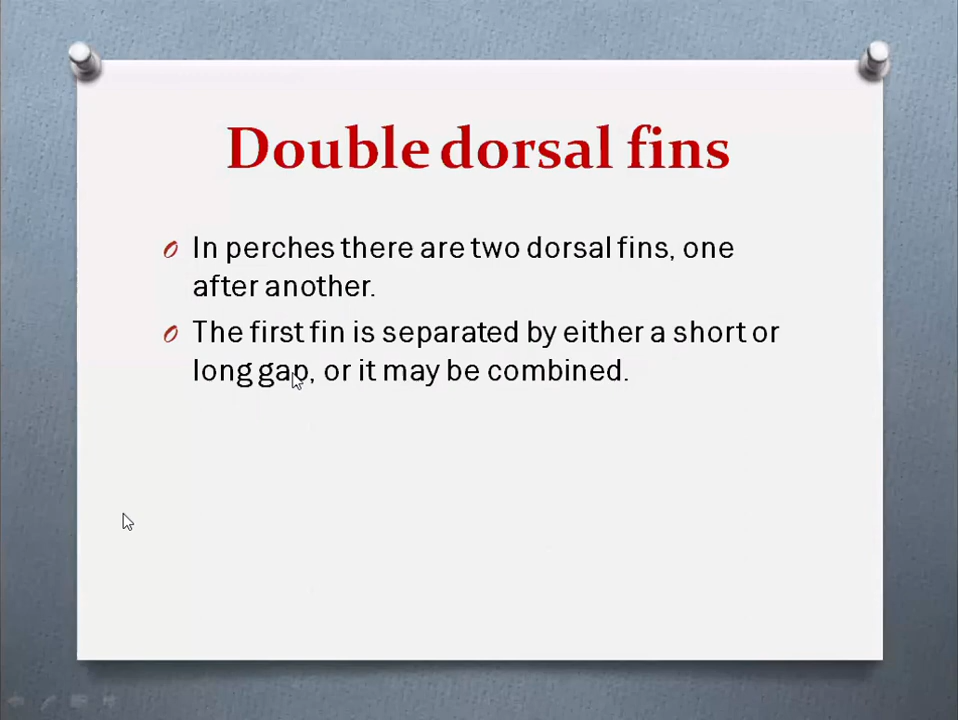 Double dorsal fins
In perches there are two dorsal fins, one
after another.
The first fin is separated by either a short or
long gap, or it may be combined.